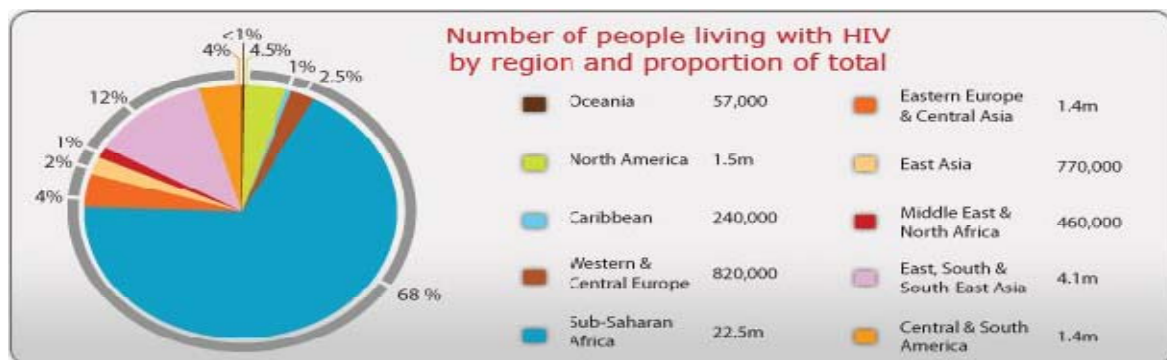 Number of people living with HIV
by region and proportion of total
<1%
4%
4.5%
1%
2.5%
12%
1%
2%
4%
68 %
Oceania 57,000
North America 1.5m
Caribbean 240,000
Western &
Central Europe 820,000
Sub-Saharan
Africa 22.5m
Eastern Europe
& Central Asia 1.4m
East Asia 770,000
Middle East &
North Africa 460,000
East, South &
South-East Asia 4.1m
Central & South
America 1.4m